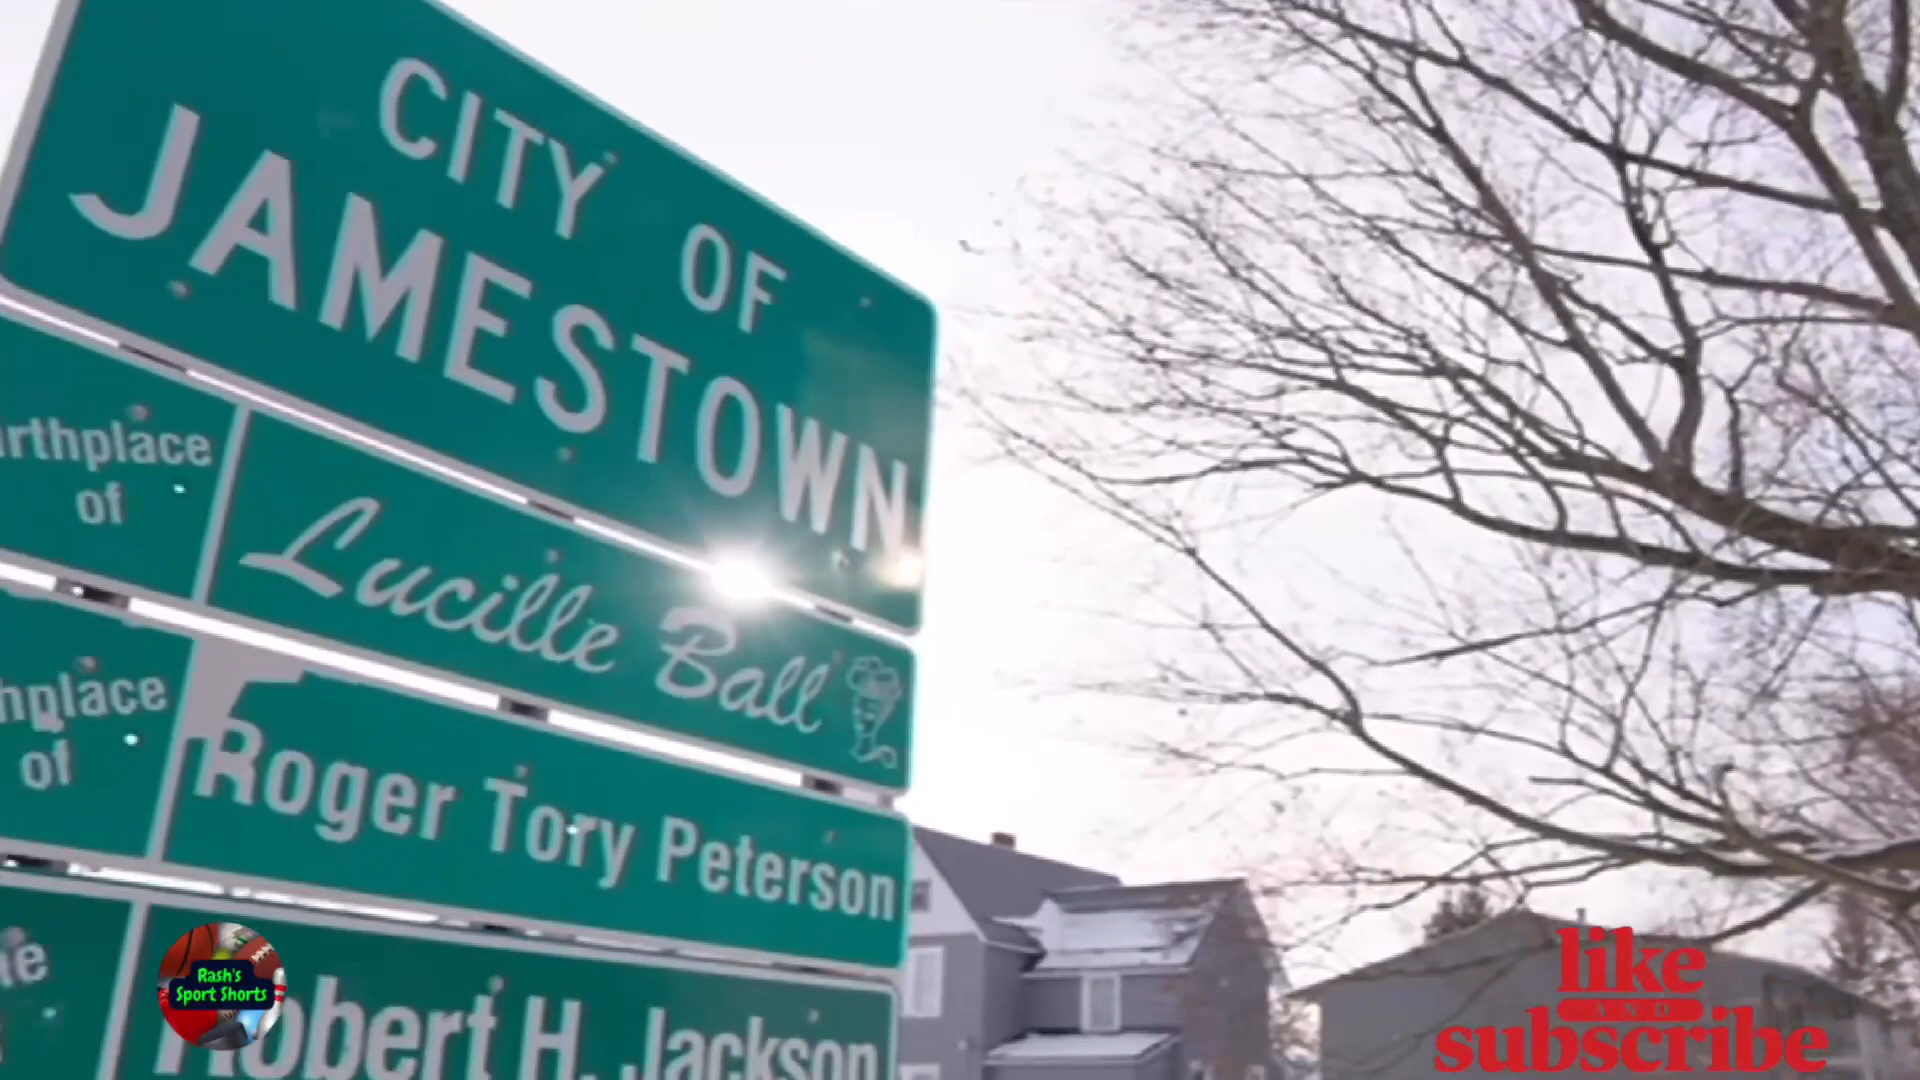 CITY OF
JAMESTOWN
rthplace
of
Lucille Ball
hplace
of
Roger Tory Peterson
Robert H. Jackson
Rash's
Sport Shorts
like
AND
subscribe